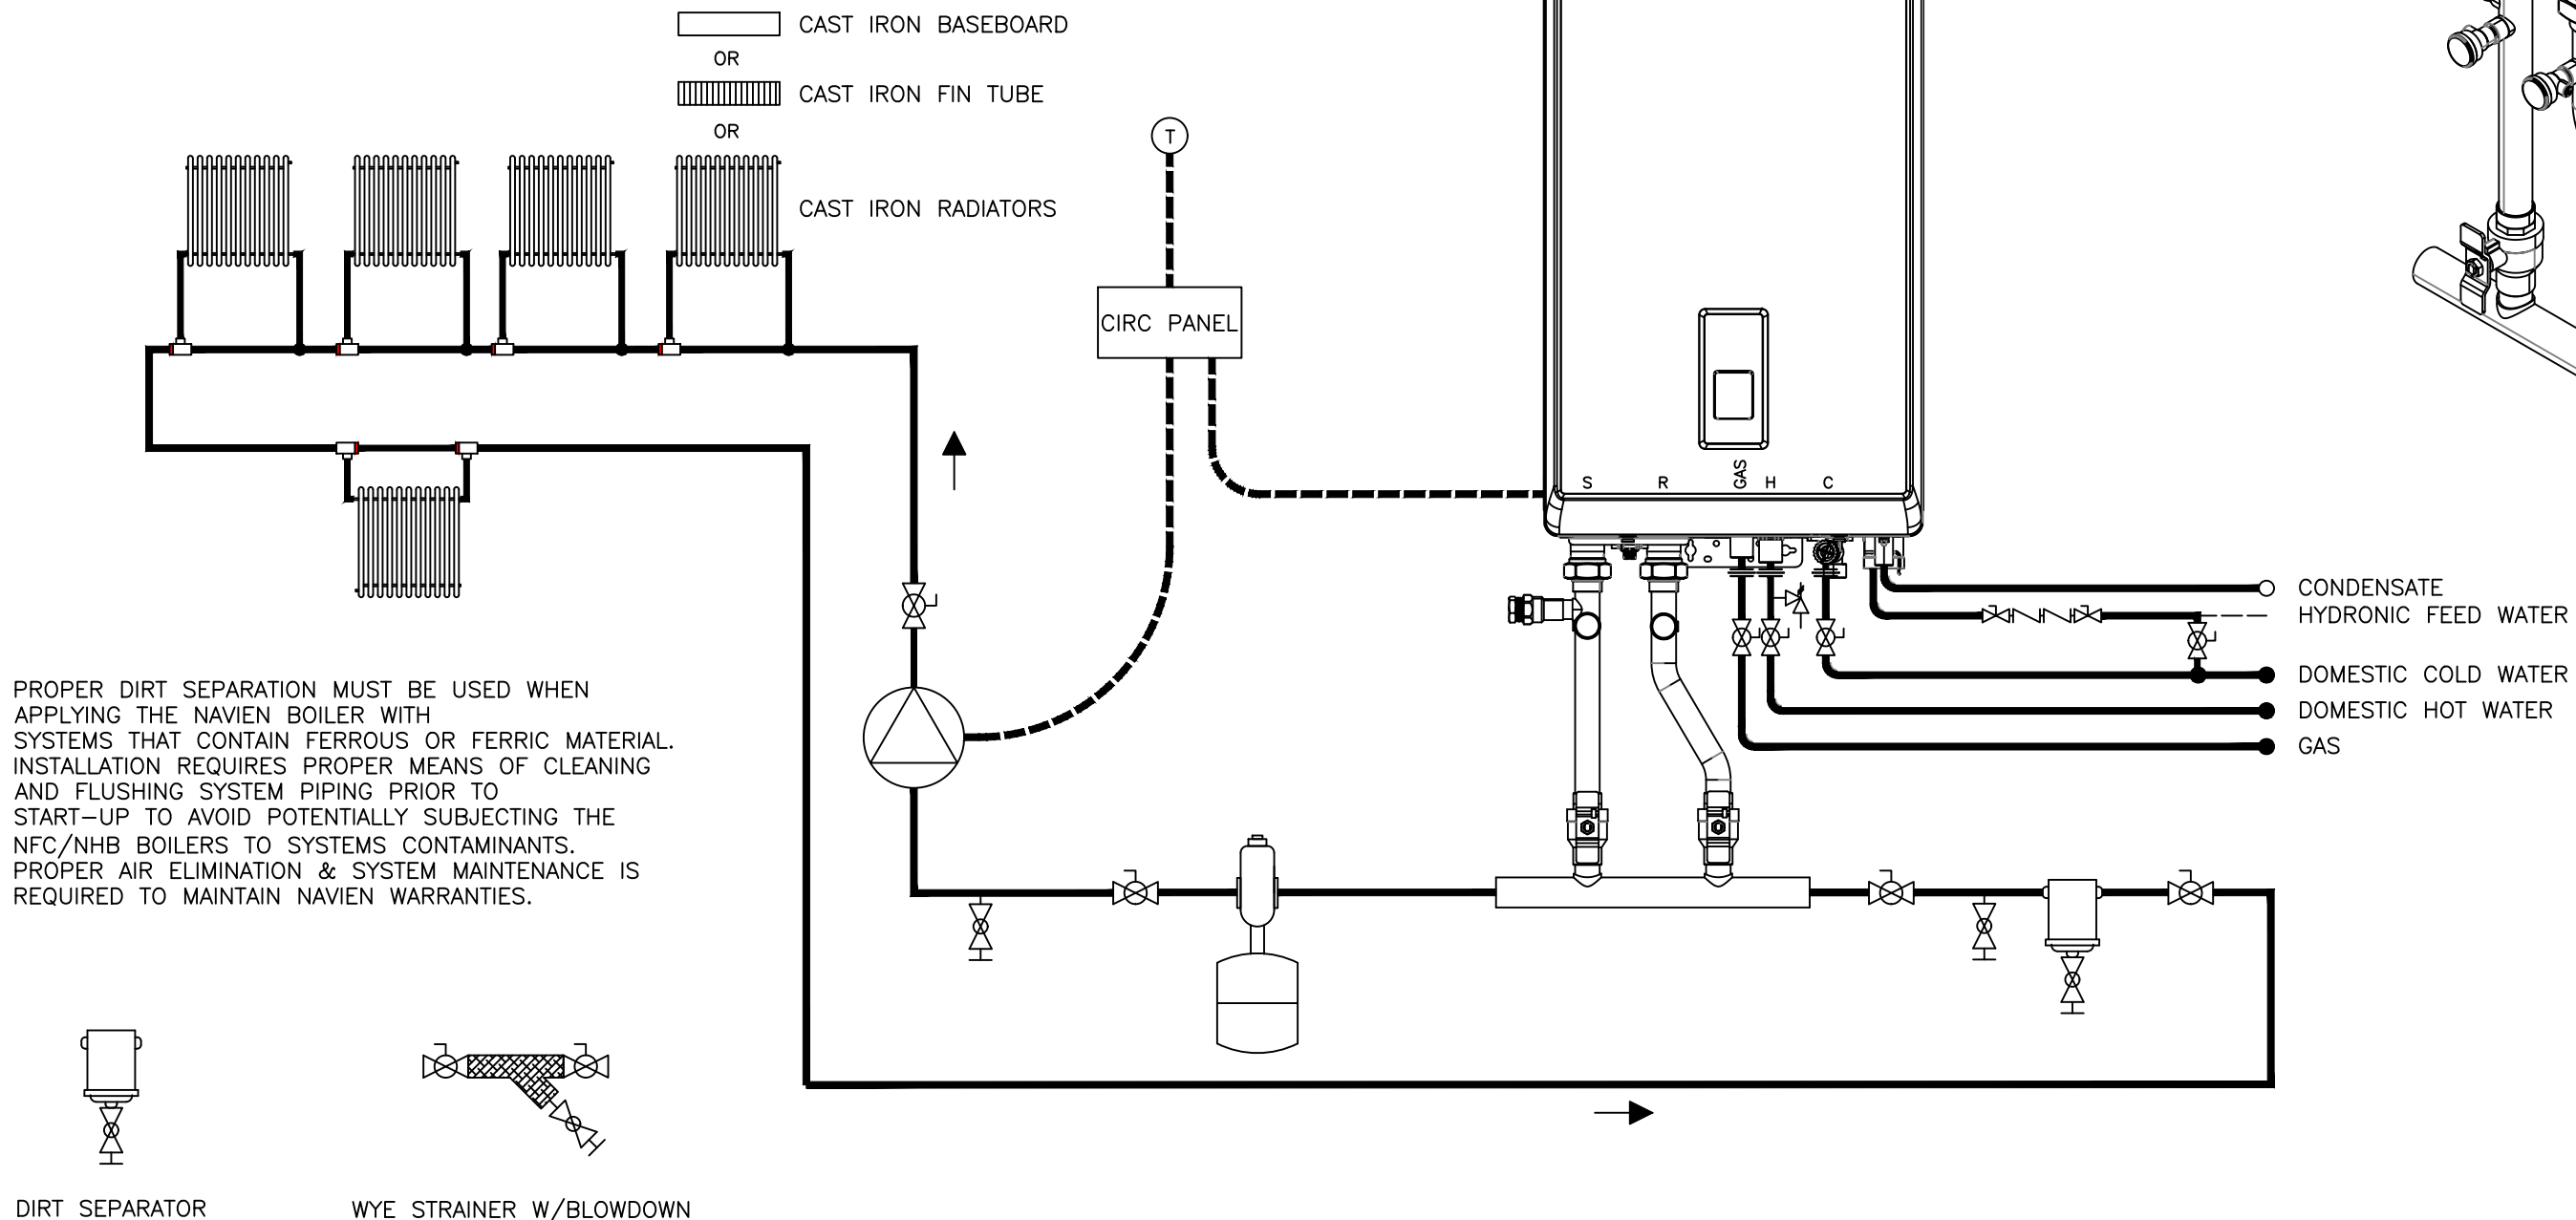 CAST IRON BASEBOARD
OR
CAST IRON FIN TUBE
OR
CAST IRON RADIATORS
T
CIRC PANEL
S R GAS H C
CONDENSATE
HYDRONIC FEED WATER
DOMESTIC COLD WATER
DOMESTIC HOT WATER
GAS
PROPER DIRT SEPARATION MUST BE USED WHEN
APPLYING THE NAVIEN BOILER WITH
SYSTEMS THAT CONTAIN FERROUS OR FERRIC MATERIAL.
INSTALLATION REQUIRES PROPER MEANS OF CLEANING
AND FLUSHING SYSTEM PIPING PRIOR TO
START-UP TO AVOID POTENTIALLY SUBJECTING THE
NFC/NHB BOILERS TO SYSTEMS CONTAMINANTS.
PROPER AIR ELIMINATION & SYSTEM MAINTENANCE IS
REQUIRED TO MAINTAIN NAVIEN WARRANTIES.
DIRT SEPARATOR
WYE STRAINER W/BLOWDOWN